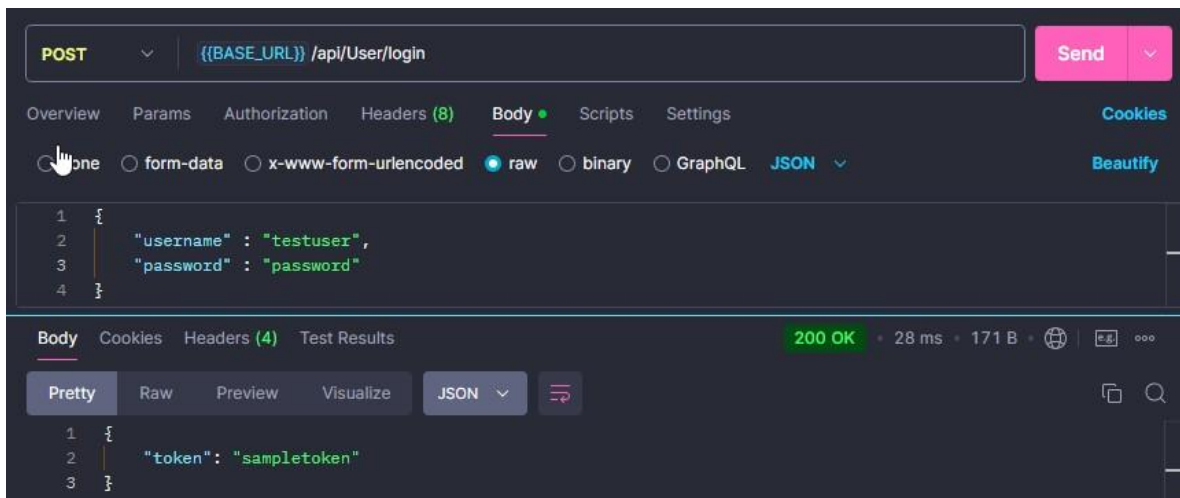 POST {{BASE_URL}} /api/User/login Send
Overview Params Authorization Headers (8) Body Scripts Settings Cookies
form-data x-www-form-urlencoded raw binary GraphQL JSON Beautify
1 {
2 "username" : "testuser",
3 "password" : "password"
4 }
Body Cookies Headers (4) Test Results 200 OK 28 ms 171 B e.g.
Pretty Raw Preview Visualize JSON
1 {
2 "token": "sampletoken"
3 }